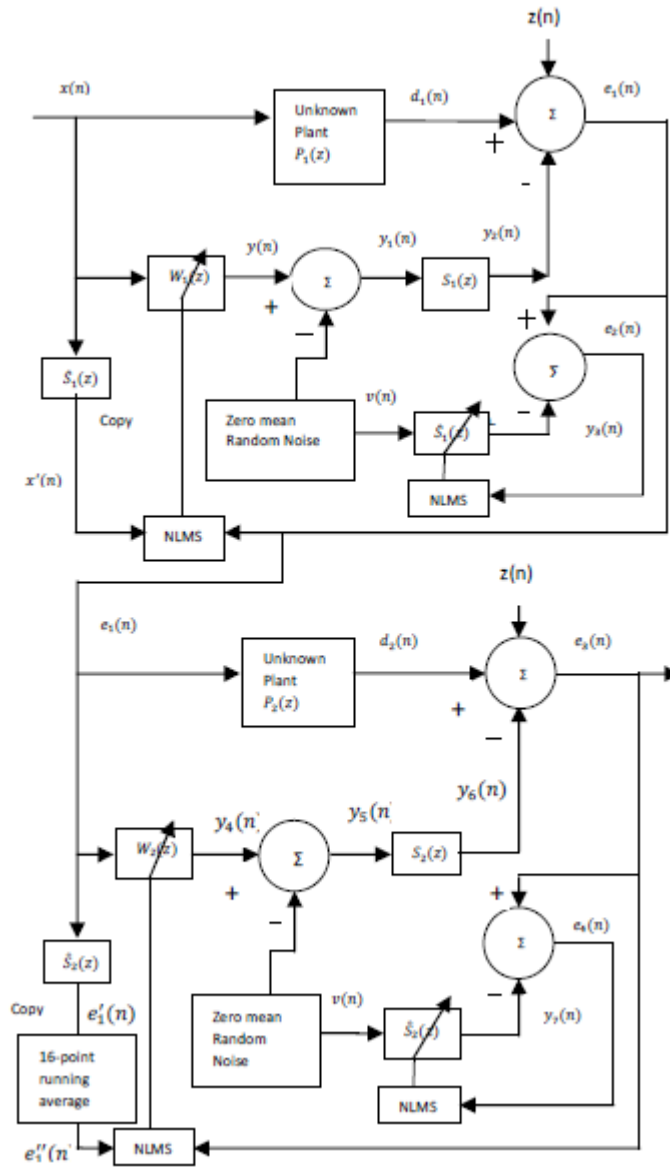 z(n)
x(n)
d₁(n)
e₁(n)
Unknown
Plant
P₁(z)
Σ
+
-
y(n)
y₁(n)
y₂(n)
W₁(z)
Σ
S₁(z)
+
−
+
e₂(n)
Ŝ₁(z)
Copy
v(n)
Σ
−
Zero mean
Random Noise
Ŝ₁(z)
y₃(n)
x'(n)
NLMS
NLMS
z(n)
e₁(n)
d₂(n)
e₃(n)
Unknown
Plant
P₂(z)
Σ
+
−
y₆(n)
y₄(n)
y₅(n)
W₂(z)
Σ
S₂(z)
+
−
+
e₄(n)
Ŝ₂(z)
Σ
Copy
e₁′(n)
v(n)
−
Zero mean
Random
Noise
Ŝ₂(z)
y₇(n)
16-point
running
average
NLMS
e₁″(n)
NLMS